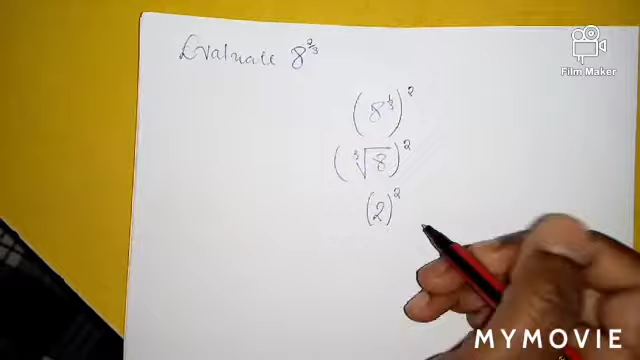 Evaluate 8^(2/3)
(8^(1/3))^2
(∛8)^2
(2)^2
Film Maker
MYMOVIE